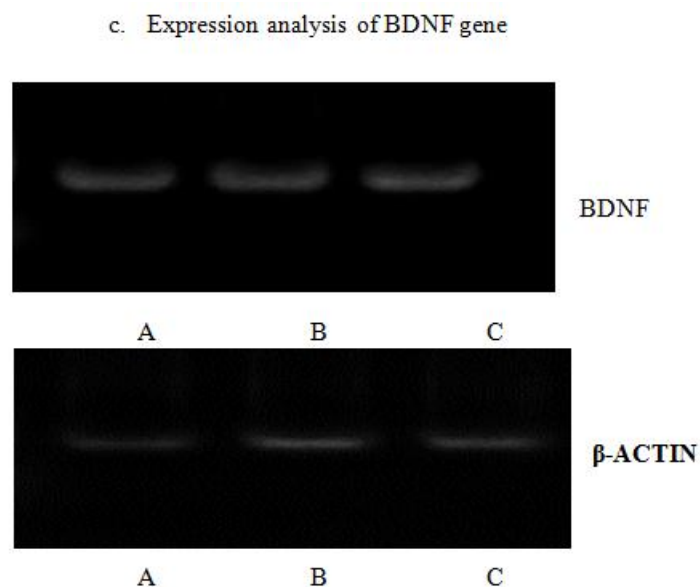 c. Expression analysis of BDNF gene
BDNF
A B C
β-ACTIN
A B C